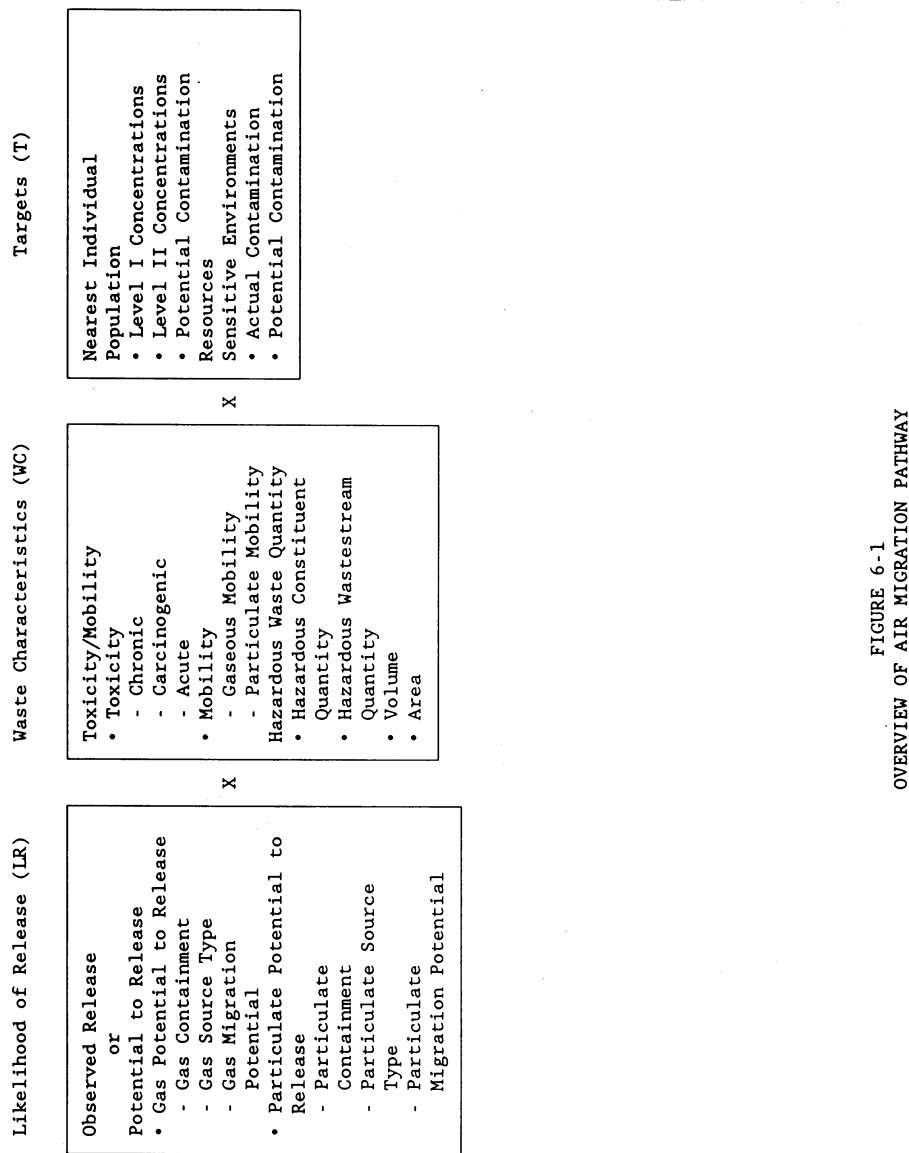 Likelihood of Release (LR)
Observed Release
or
Potential to Release
• Gas Potential to Release
- Gas Containment
- Gas Source Type
- Gas Migration
Potential
• Particulate Potential to
Release
- Particulate
Containment
- Particulate Source
Type
- Particulate
Migration Potential
X
Waste Characteristics (WC)
Toxicity/Mobility
• Toxicity
- Chronic
- Carcinogenic
- Acute
• Mobility
- Gaseous Mobility
- Particulate Mobility
Hazardous Waste Quantity
• Hazardous Constituent
Quantity
• Hazardous Wastestream
Quantity
• Volume
• Area
X
Targets (T)
Nearest Individual
Population
• Level I Concentrations
• Level II Concentrations
• Potential Contamination
Resources
Sensitive Environments
• Actual Contamination
• Potential Contamination
FIGURE 6-1
OVERVIEW OF AIR MIGRATION PATHWAY